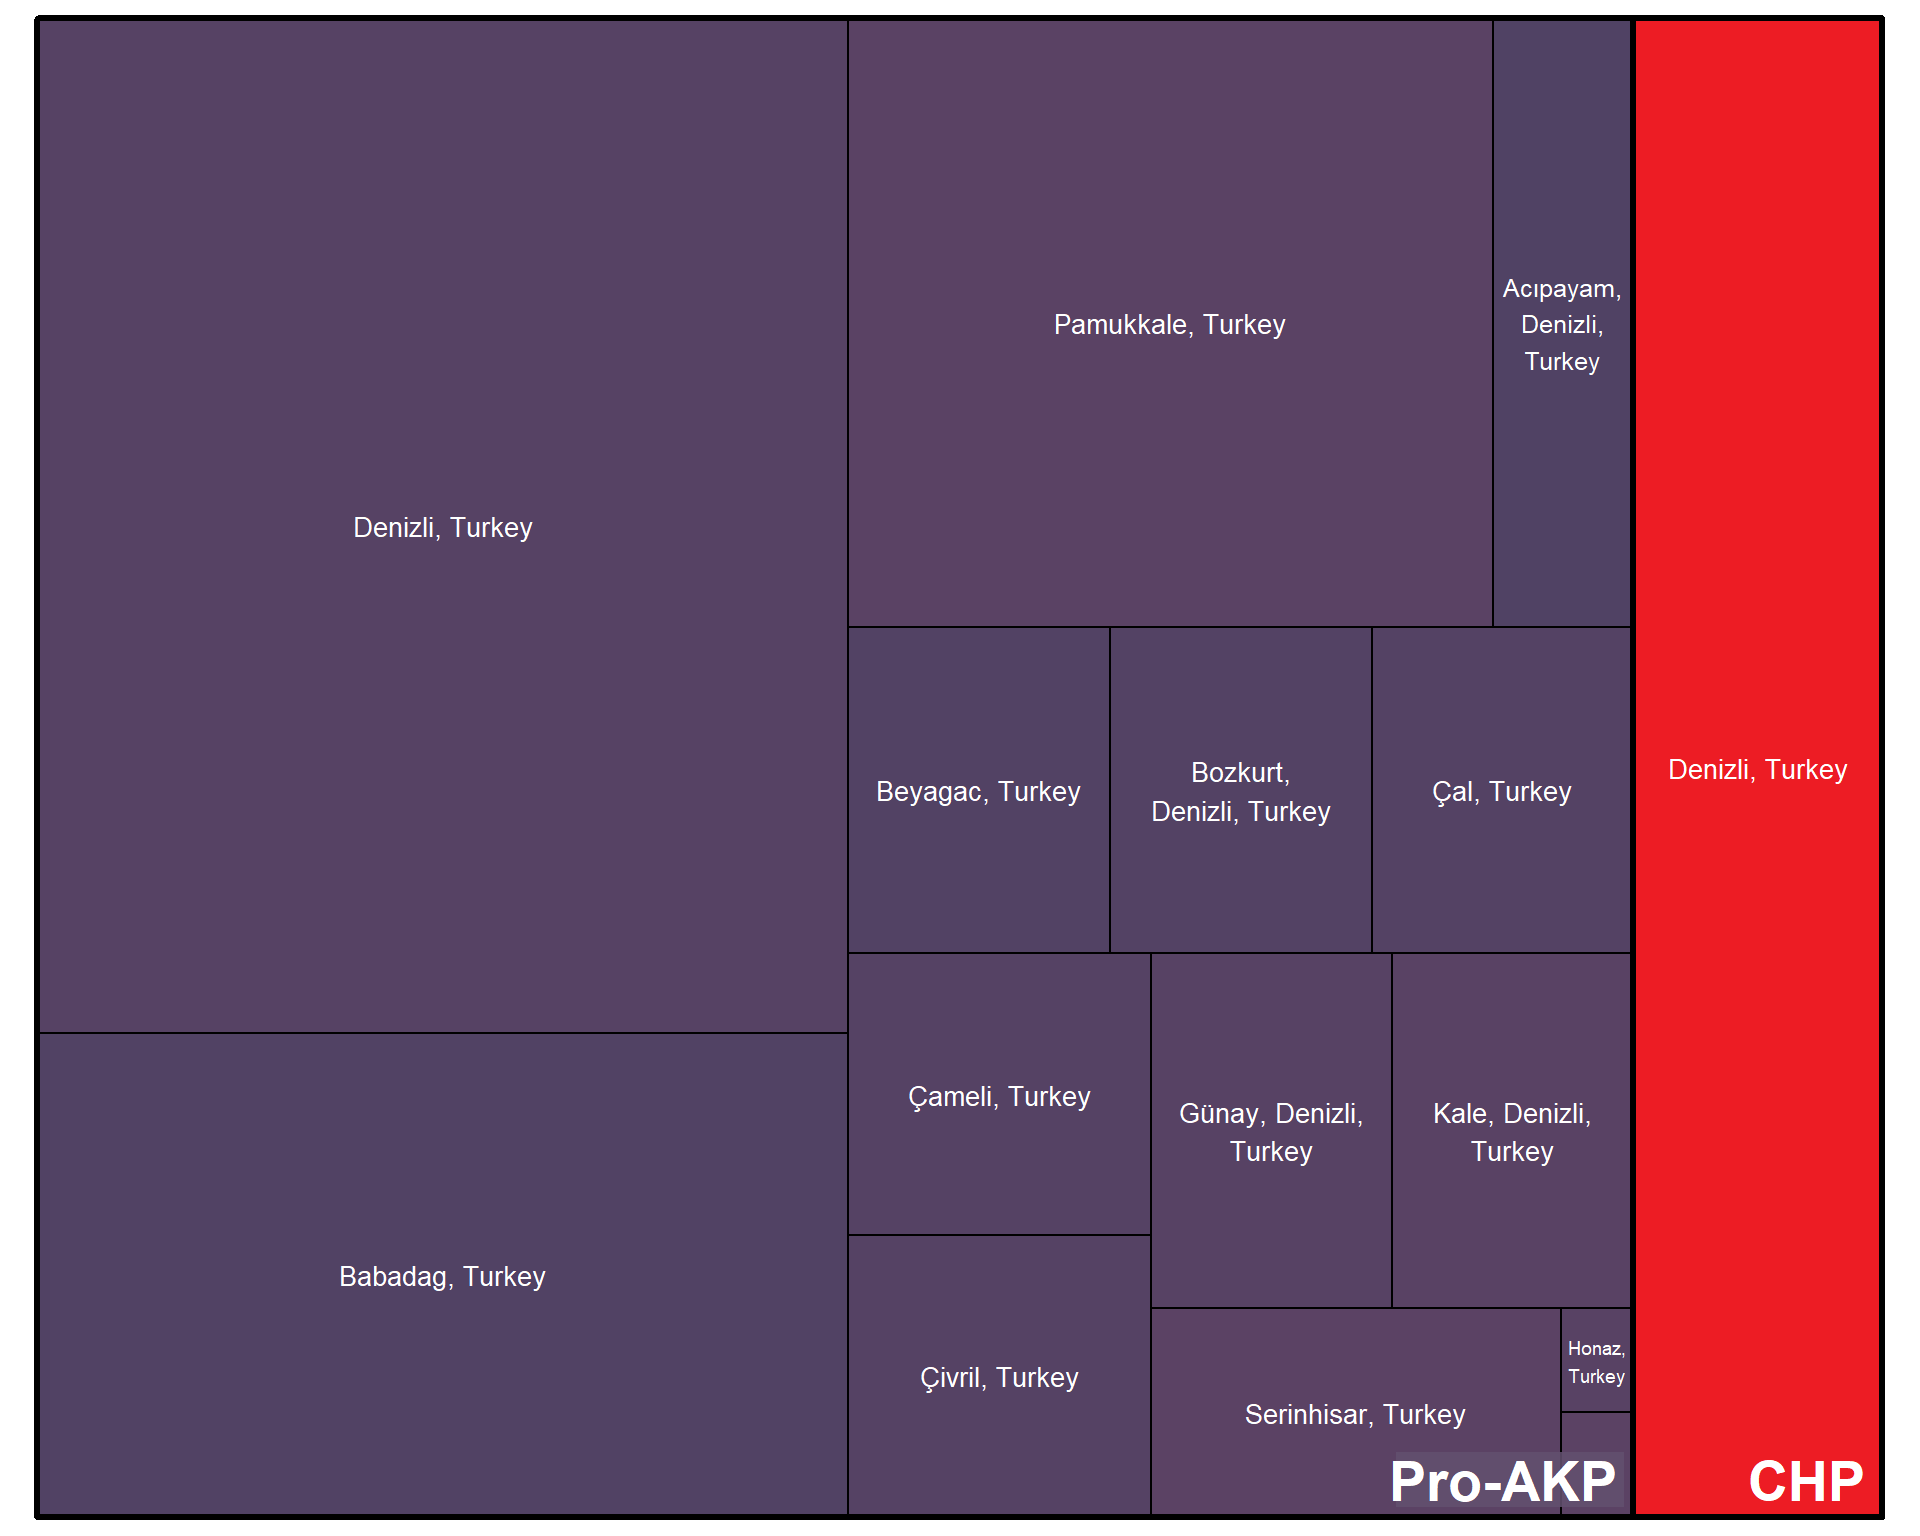 Denizli, Turkey
Babadag, Turkey
Pamukkale, Turkey
Acıpayam,
Denizli,
Turkey
Beyagac, Turkey
Bozkurt,
Denizli, Turkey
Çal, Turkey
Çameli, Turkey
Çivril, Turkey
Günay, Denizli,
Turkey
Kale, Denizli,
Turkey
Serinhisar, Turkey
Honaz,
Turkey
Pro-AKP
Denizli, Turkey
CHP